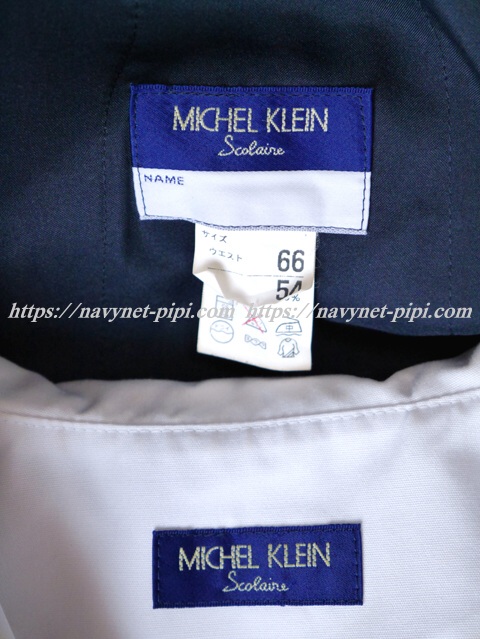 MICHEL KLEIN
Scolaire
NAME
サイズ
ウエスト 66
54
%
https://navynet-pipi.com/ https://navynet-pipi.com/
中
MICHEL KLEIN
Scolaire